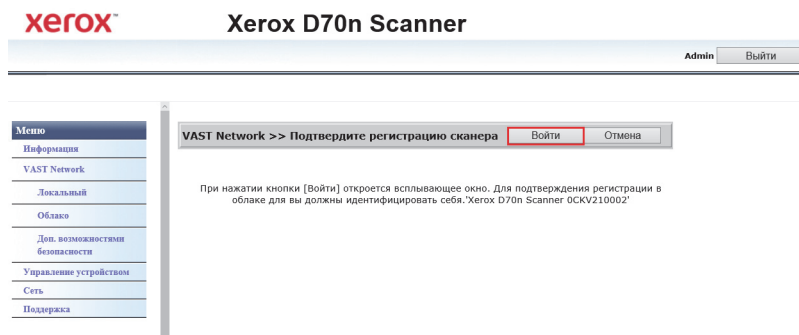 xerox™
Xerox D70n Scanner
Admin
Выйти
Меню
Информация
VAST Network
Локальный
Облако
Доп. возможностями
безопасности
Управление устройством
Сеть
Поддержка
VAST Network >> Подтвердите регистрацию сканера
Войти
Отмена
При нажатии кнопки [Войти] откроется всплывающее окно. Для подтверждения регистрации в
облаке для вы должны идентифицировать себя.'Xerox D70n Scanner 0CKV210002'